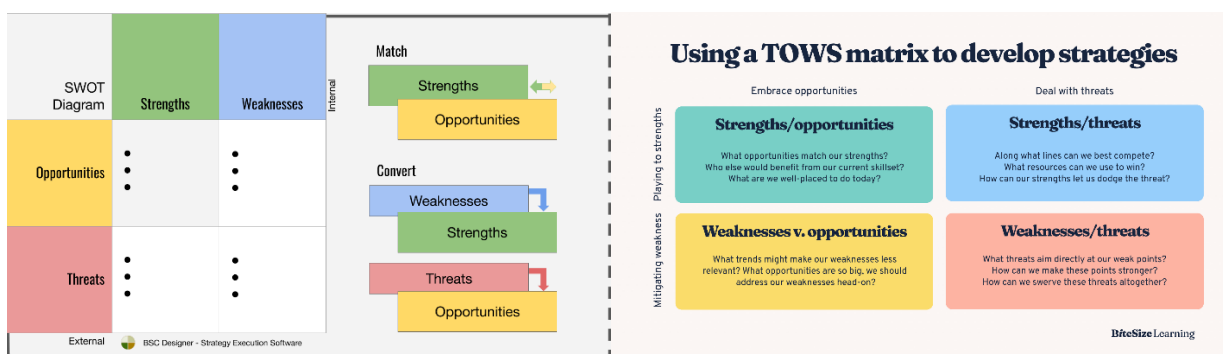 SWOT
Diagram
Strengths
Weaknesses
Internal
Opportunities
Threats
External
BSC Designer - Strategy Execution Software
Match
Strengths
Opportunities
Convert
Weaknesses
Strengths
Threats
Opportunities
Using a TOWS matrix to develop strategies
Embrace opportunities
Deal with threats
Playing to strengths
Strengths/opportunities
What opportunities match our strengths?
Who else would benefit from our current skillset?
What are we well-placed to do today?
Strengths/threats
Along what lines can we best compete?
What resources can we use to win?
How can our strengths let us dodge the threat?
Mitigating weakness
Weaknesses v. opportunities
What trends might make our weaknesses less
relevant? What opportunities are so big, we should
address our weaknesses head-on?
Weaknesses/threats
What threats aim directly at our weak points?
How can we make these points stronger?
How can we swerve these threats altogether?
BiteSize Learning